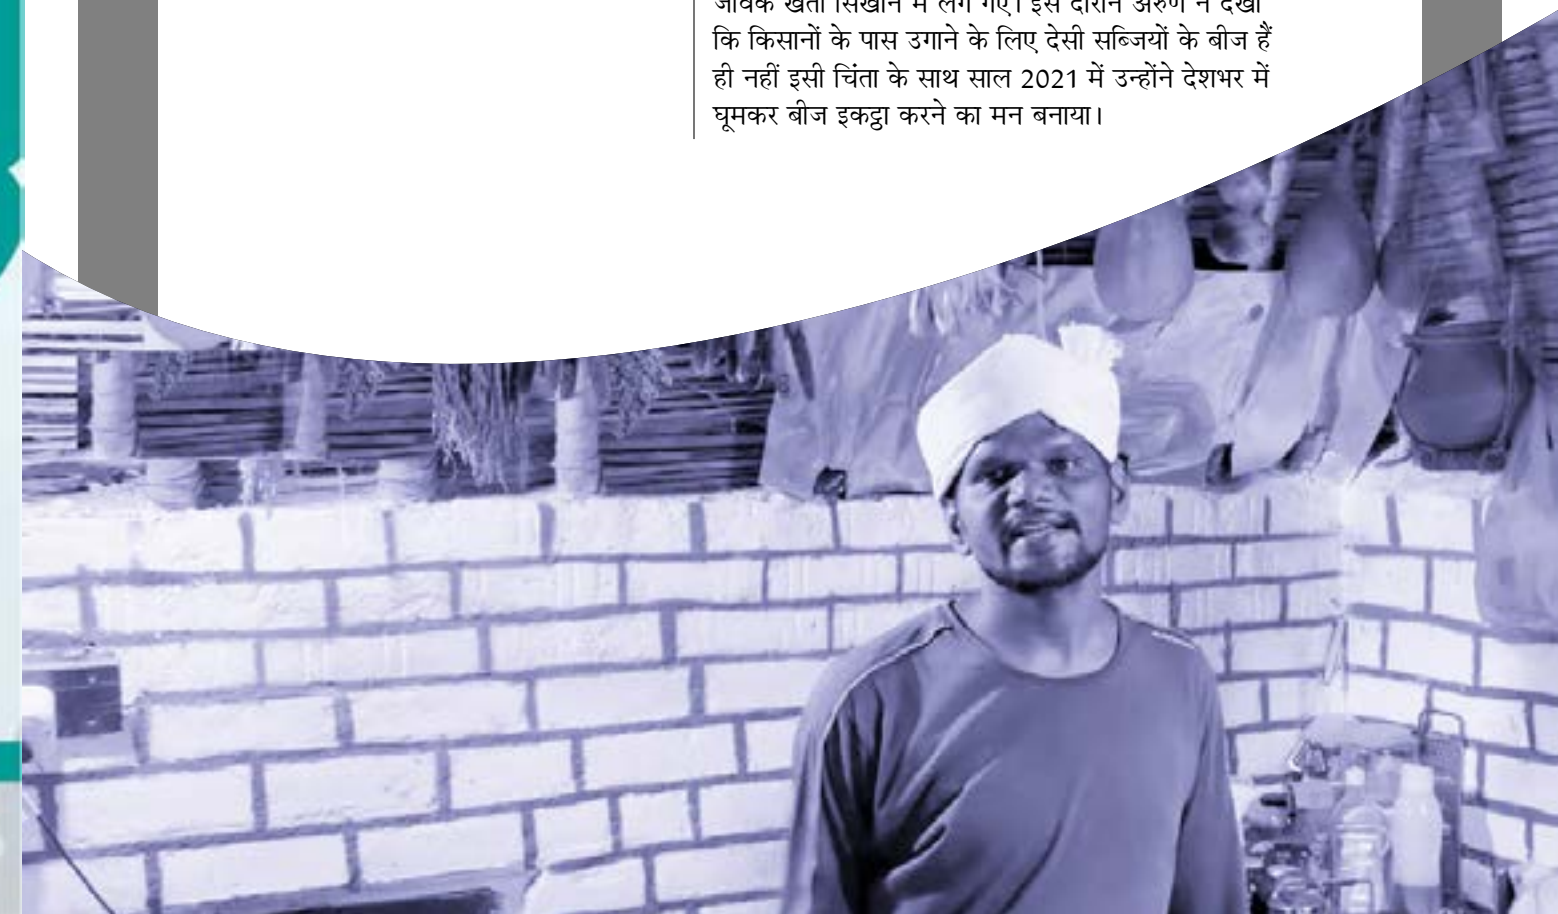 जैविक खेती सिखाने में लग गए। इस दौरान अरुण ने देखा
कि किसानों के पास उगाने के लिए देसी सब्जियों के बीज हैं
ही नहीं इसी चिंता के साथ साल 2021 में उन्होंने देशभर में
घूमकर बीज इकट्ठा करने का मन बनाया।